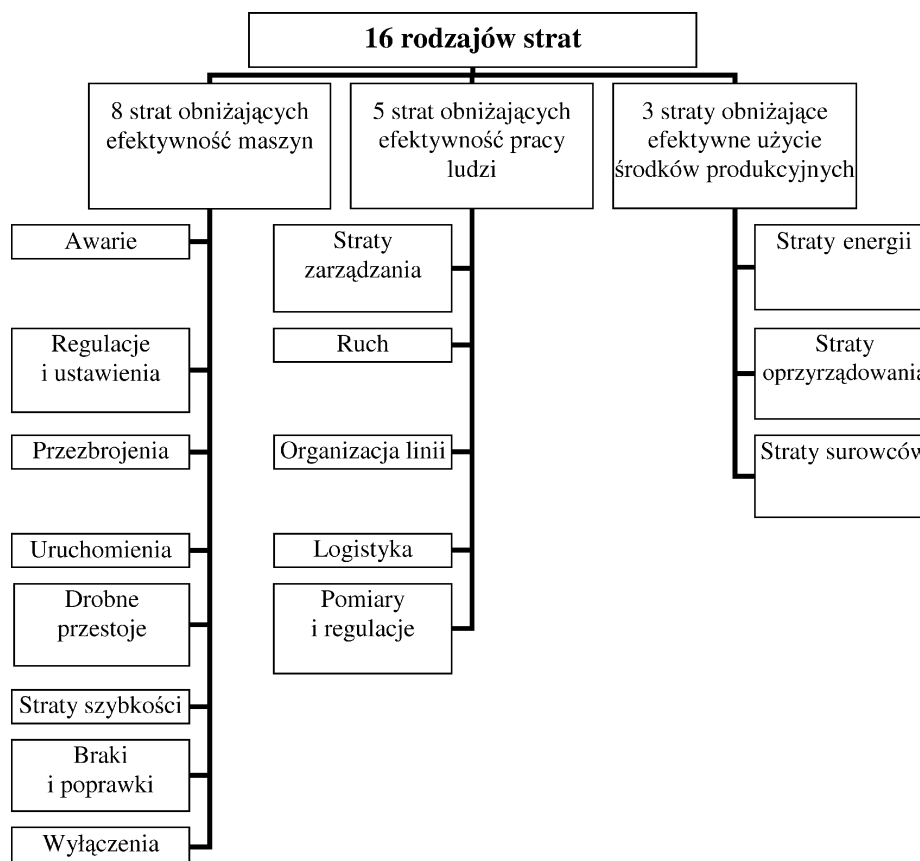 16 rodzajów strat
8 strat obniżających
efektywność maszyn
5 strat obniżających
efektywność pracy
ludzi
3 straty obniżające
efektywne użycie
środków produkcyjnych
Awarie
Regulacje
i ustawienia
Przezbrojenia
Uruchomienia
Drobne
przestoje
Straty szybkości
Braki
i poprawki
Wyłączenia
Straty
zarządzania
Ruch
Organizacja linii
Logistyka
Pomiary
i regulacje
Straty energii
Straty
oprzyrządowania
Straty surowców